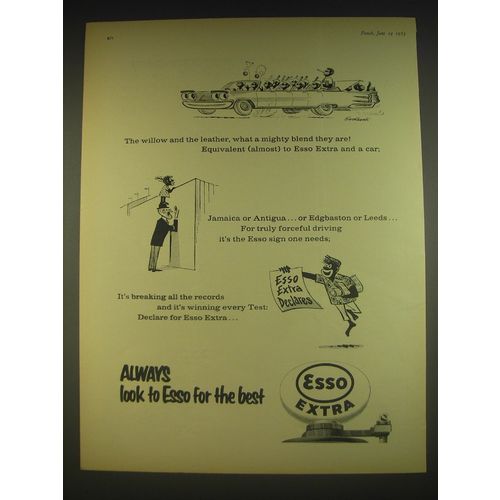 Punch, June 19 1963
The willow and the leather, what a mighty blend they are!
Equivalent (almost) to Esso Extra and a car;
Jamaica or Antigua . . . or Edgbaston or Leeds . . .
For truly forceful driving
it's the Esso sign one needs;
Esso
Extra
Declares
It's breaking all the records
and it's winning every Test:
Declare for Esso Extra . . .
ALWAYS
look to Esso for the best
Esso
EXTRA